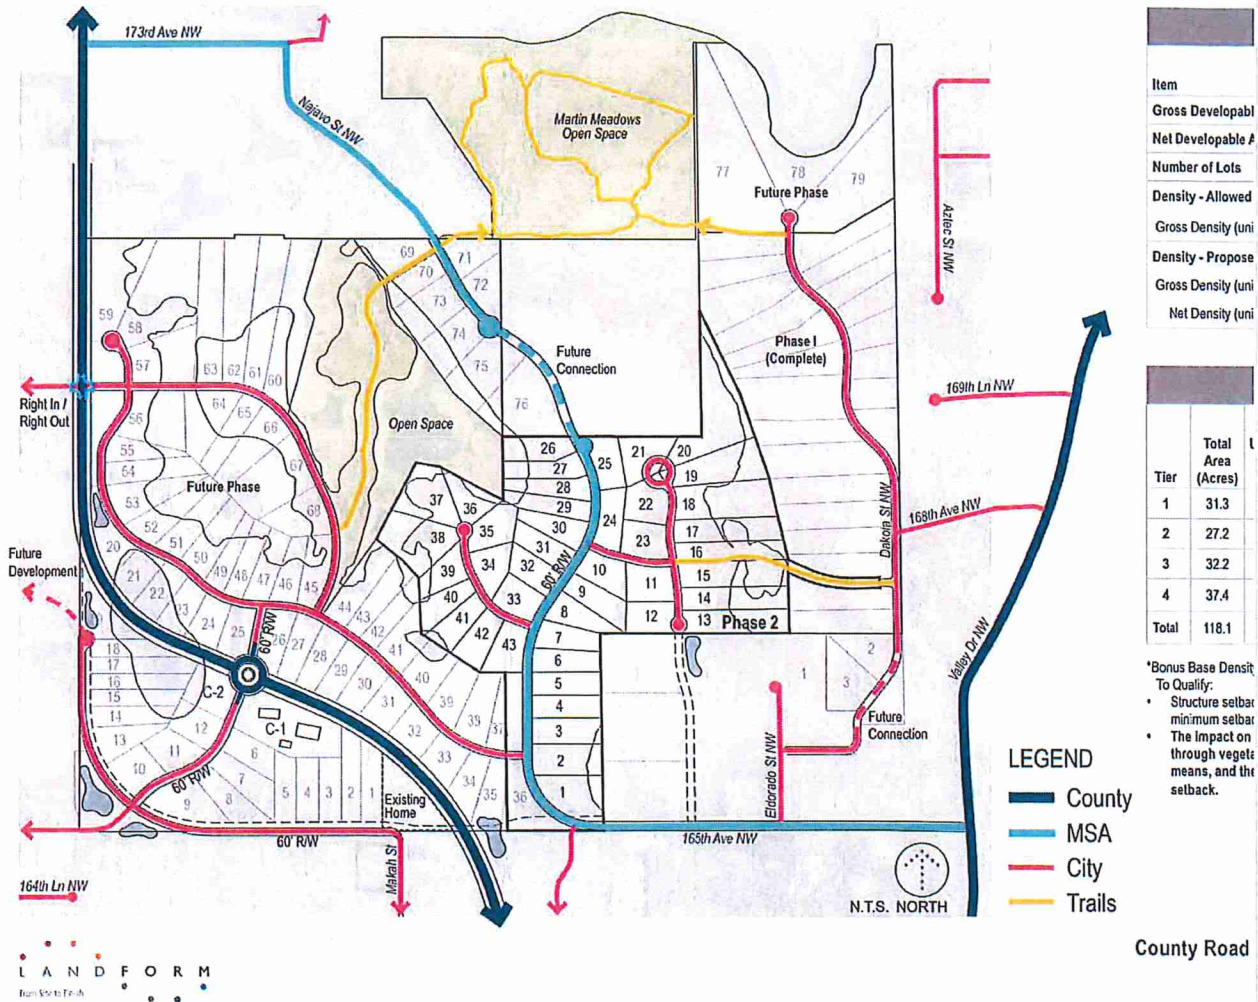 173rd Ave NW
Najavo St NW
Martin Meadows
Open Space
77
78
79
Future Phase
Aztec St NW
69
70
71
72
73
74
75
76
Future
Connection
Phase I
(Complete)
59
58
57
63
62
61
60
64
65
66
67
68
Right In /
Right Out
Open Space
169th Ln NW
56
55
54
53
52
51
50
49
48
47
46
45
Future Phase
26
27
28
29
30
31
32
33
34
35
36
37
38
39
40
41
42
43
25
24
23
22
21
20
19
18
17
16
15
14
13
12
11
10
9
8
7
6
5
4
3
2
1
60' R/W
Phase 2
Dakota St NW
168th Ave NW
Valley Dr NW
Future
Development
20
21
22
23
24
25
26
27
28
29
30
31
32
33
34
35
36
44
43
42
41
40
40
39
38
37
60' R/W
18
17
16
15
14
13
12
11
10
9
8
7
6
5
4
3
2
1
C-2
C-1
60' R/W
Existing
Home
60' R/W
Makah St
164th Ln NW
1
2
3
Future
Connection
Eldorado St NW
165th Ave NW
N.T.S. NORTH
LEGEND
County
MSA
City
Trails
Item
Gross Developabl
Net Developable A
Number of Lots
Density - Allowed
Gross Density (uni
Density - Propose
Gross Density (uni
Net Density (uni
Total
Area
(Acres)
Tier
1 31.3
2 27.2
3 32.2
4 37.4
Total 118.1
*Bonus Base Densit
To Qualify:
• Structure setbac
minimum setbac
• The Impact on
through vegeta
means, and the
setback.
County Road
LANDFORM
From Site to Finish